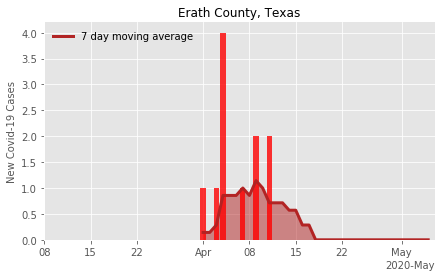 Erath County, Texas
7 day moving average
New Covid-19 Cases
4.0
3.5
3.0
2.5
2.0
1.5
1.0
0.5
0.0
08 15 22 Apr 08 15 22 May
2020-May